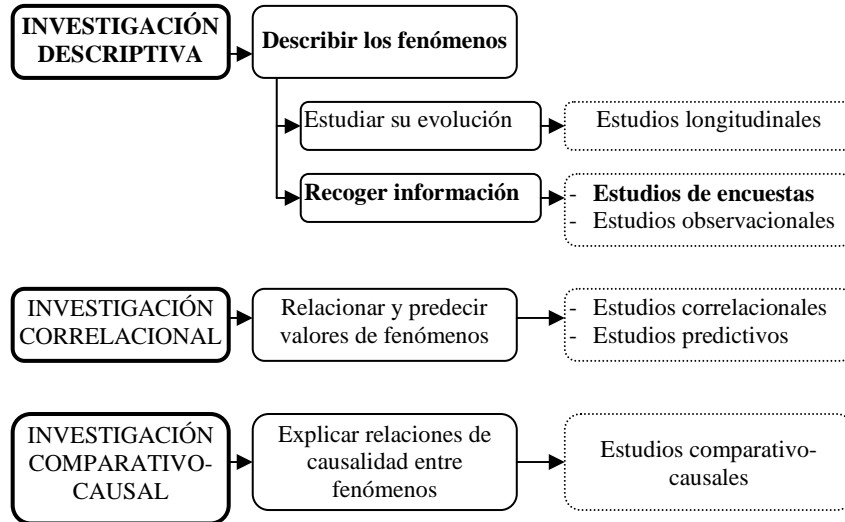 INVESTIGACIÓN
DESCRIPTIVA
Describir los fenómenos
Estudiar su evolución
Estudios longitudinales
Recoger información
- Estudios de encuestas
- Estudios observacionales
INVESTIGACIÓN
CORRELACIONAL
Relacionar y predecir
valores de fenómenos
- Estudios correlacionales
- Estudios predictivos
INVESTIGACIÓN
COMPARATIVO-
CAUSAL
Explicar relaciones de
causalidad entre
fenómenos
Estudios comparativo-
causales